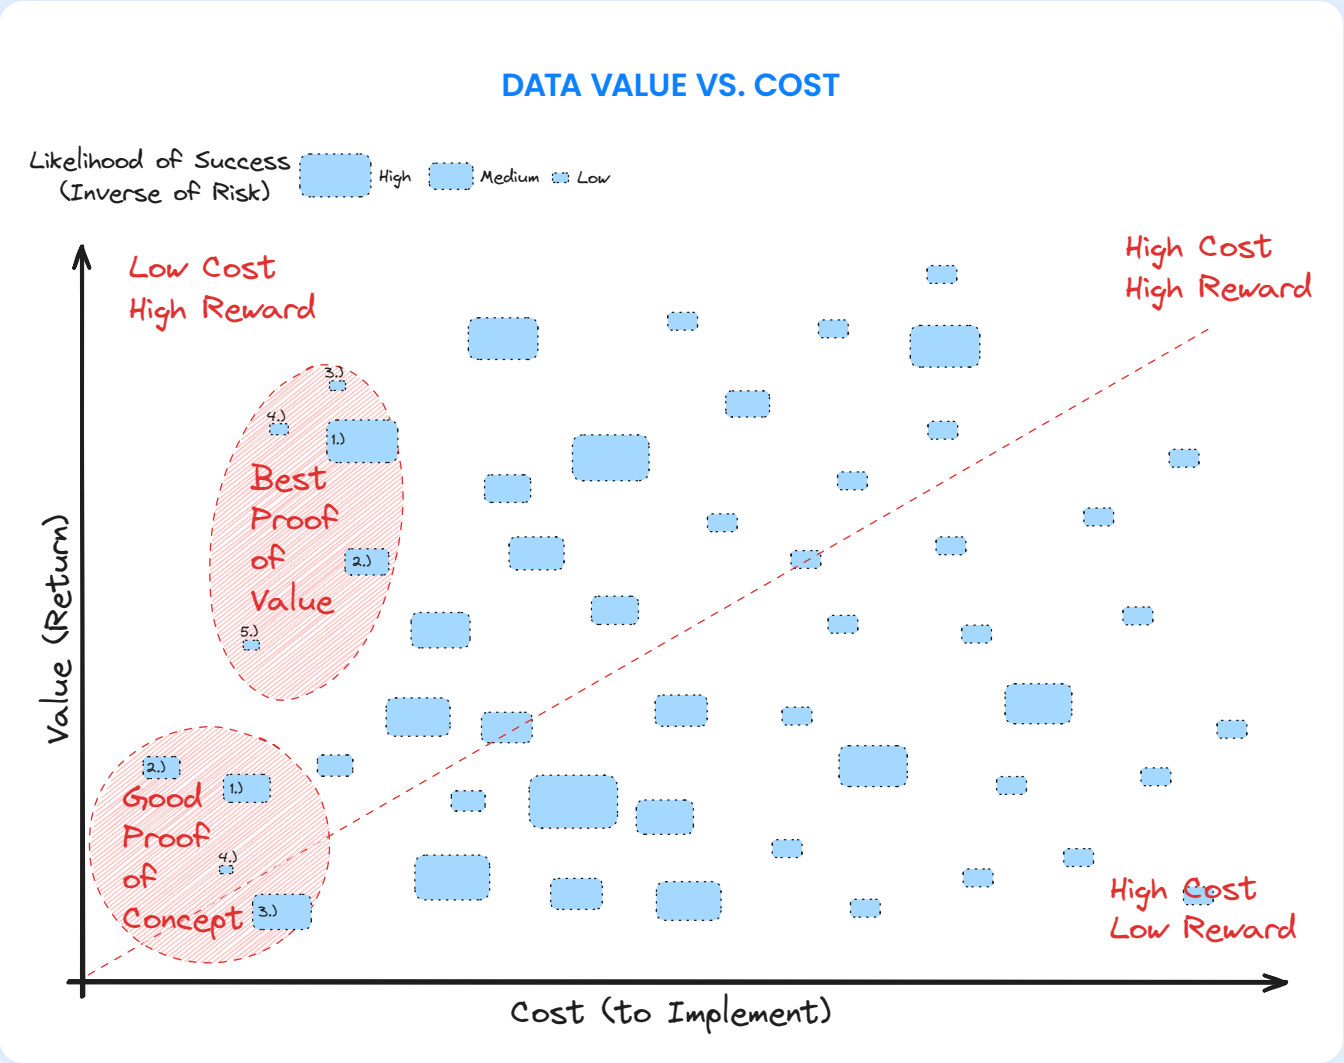 DATA VALUE VS. COST
Likelihood of Success
(Inverse of Risk)
High
Medium
Low
Low Cost
High Reward
High Cost
High Reward
3.)
4.)
1.)
Best
Proof
of
Value
2.)
5.)
Value (Return)
2.)
1.)
Good
Proof
of
Concept
4.)
3.)
High Cost
Low Reward
Cost (to Implement)